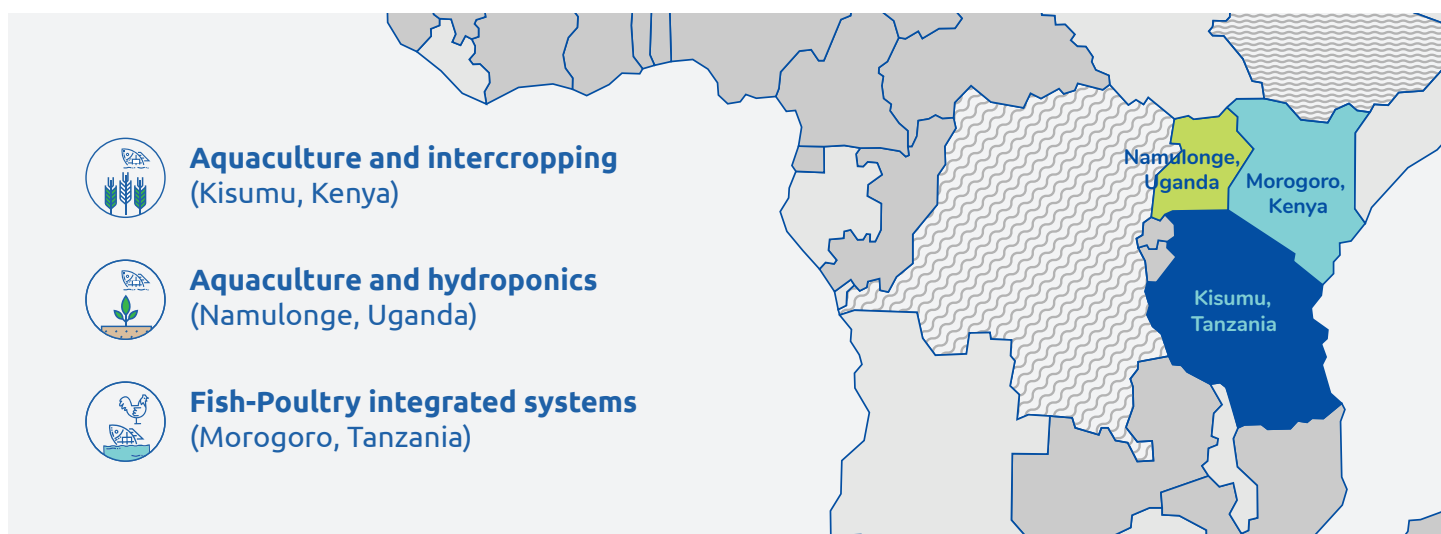 Aquaculture and intercropping
(Kisumu, Kenya)
Aquaculture and hydroponics
(Namulonge, Uganda)
Fish-Poultry integrated systems
(Morogoro, Tanzania)
Namulonge,
Uganda
Morogoro,
Kenya
Kisumu,
Tanzania